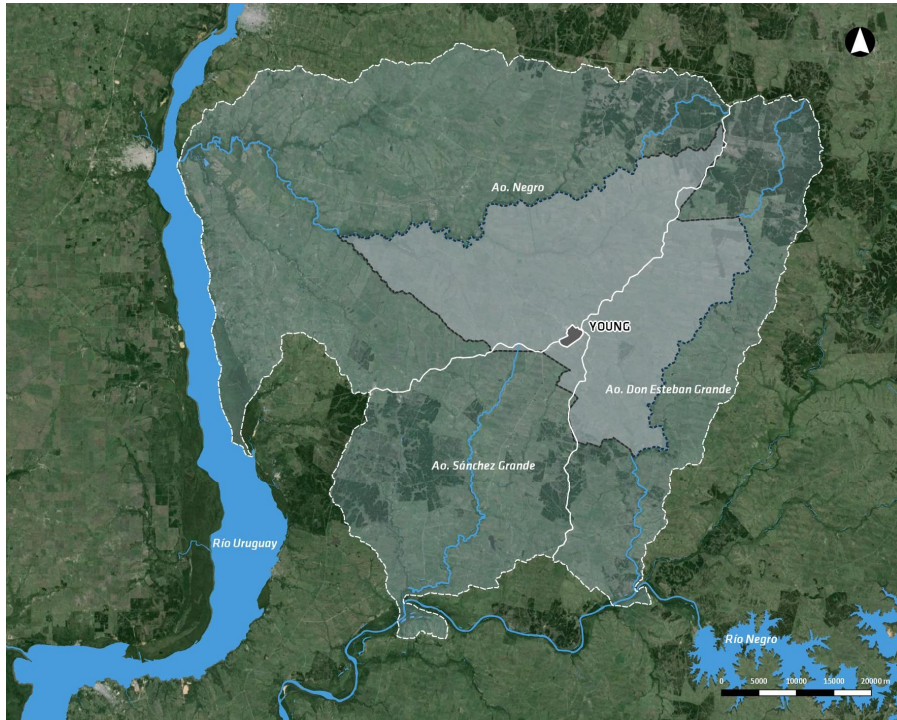 Ao. Negro
YOUNG
Ao. Don Esteban Grande
Ao. Sánchez Grande
Río Uruguay
Río Negro
0 5000 10000 15000 20000 m